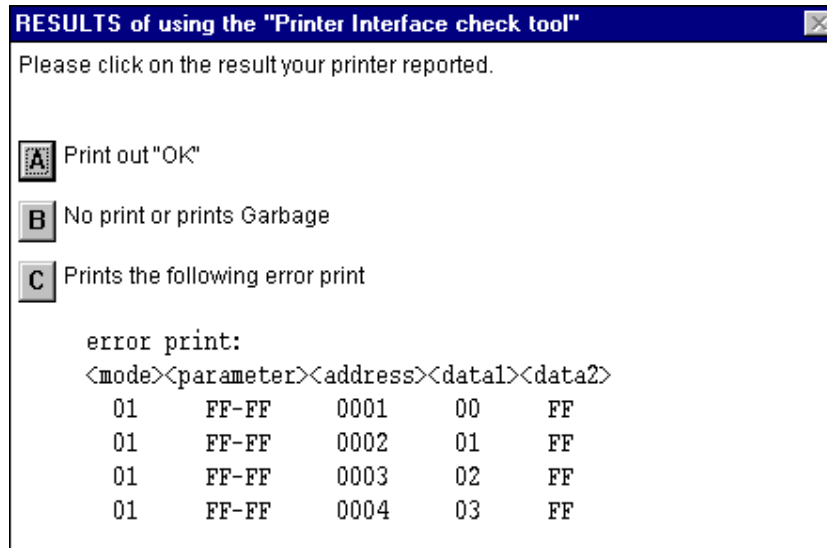 RESULTS of using the "Printer Interface check tool"
Please click on the result your printer reported.
A Print out "OK"
B No print or prints Garbage
C Prints the following error print
error print:
<mode><parameter><address><data1><data2>
01 FF-FF 0001 00 FF
01 FF-FF 0002 01 FF
01 FF-FF 0003 02 FF
01 FF-FF 0004 03 FF